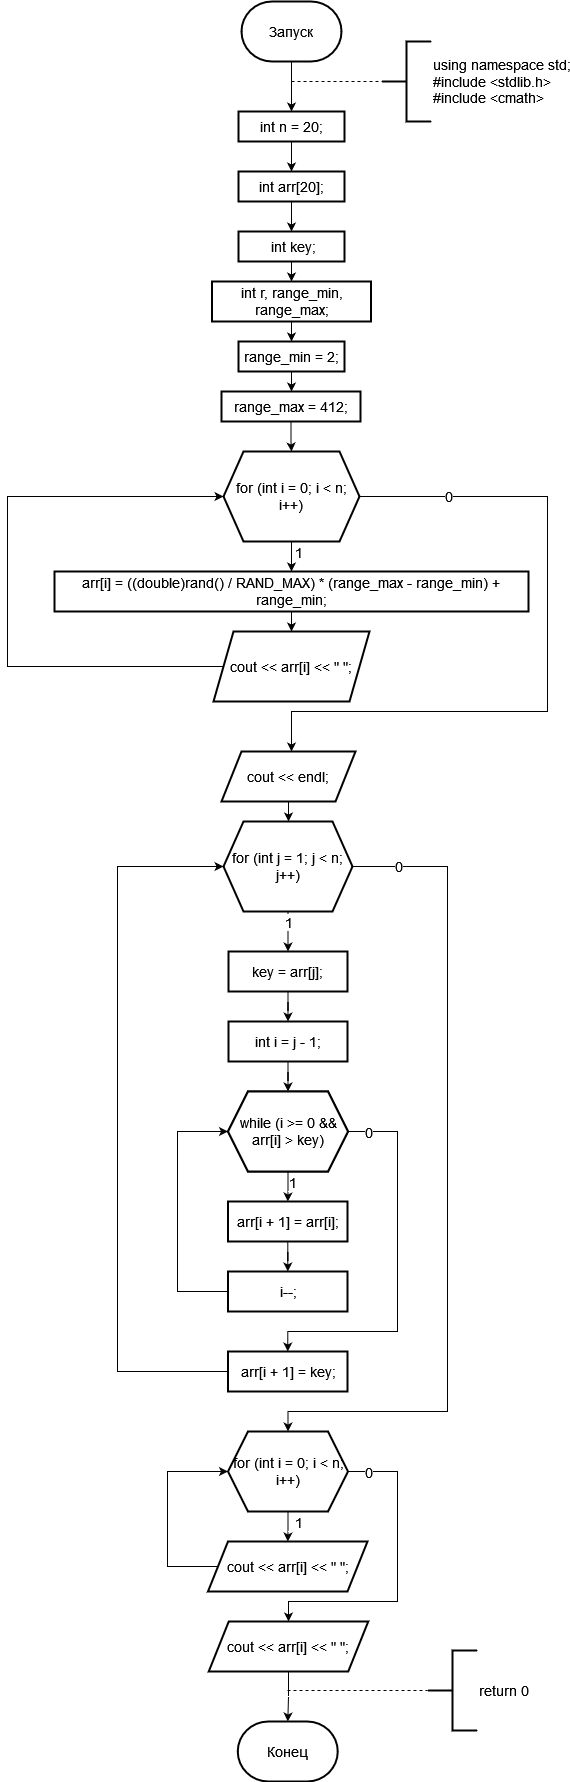 Запуск
using namespace std;
#include <stdlib.h>
#include <cmath>
int n = 20;
int arr[20];
int key;
int r, range_min,
range_max;
range_min = 2;
range_max = 412;
for (int i = 0; i < n;
i++)
0
1
arr[i] = ((double)rand() / RAND_MAX) * (range_max - range_min) +
range_min;
cout << arr[i] << " ";
cout << endl;
for (int j = 1; j < n;
j++)
0
1
key = arr[j];
int i = j - 1;
while (i >= 0 &&
arr[i] > key)
0
1
arr[i + 1] = arr[i];
i--;
arr[i + 1] = key;
for (int i = 0; i < n;
i++)
0
1
cout << arr[i] << " ";
cout << arr[i] << " ";
return 0
Конец